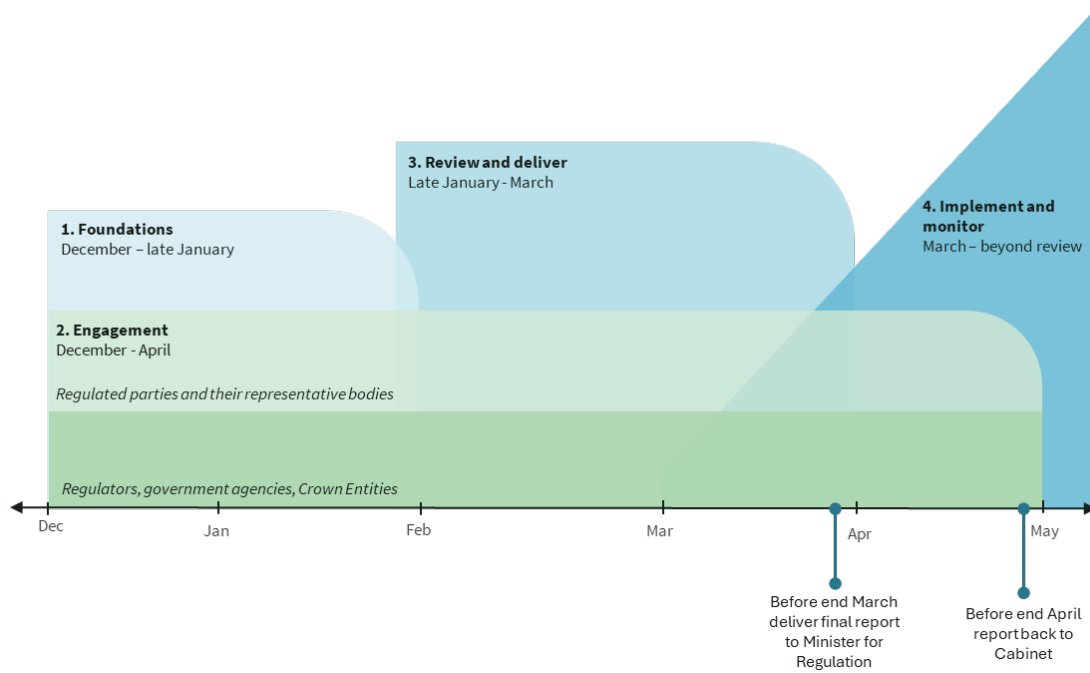 3. Review and deliver
Late January - March
1. Foundations
December – late January
4. Implement and
monitor
March – beyond review
2. Engagement
December - April
Regulated parties and their representative bodies
Regulators, government agencies, Crown Entities
Dec
Jan
Feb
Mar
Apr
May
Before end March
deliver final report
to Minister for
Regulation
Before end April
report back to
Cabinet